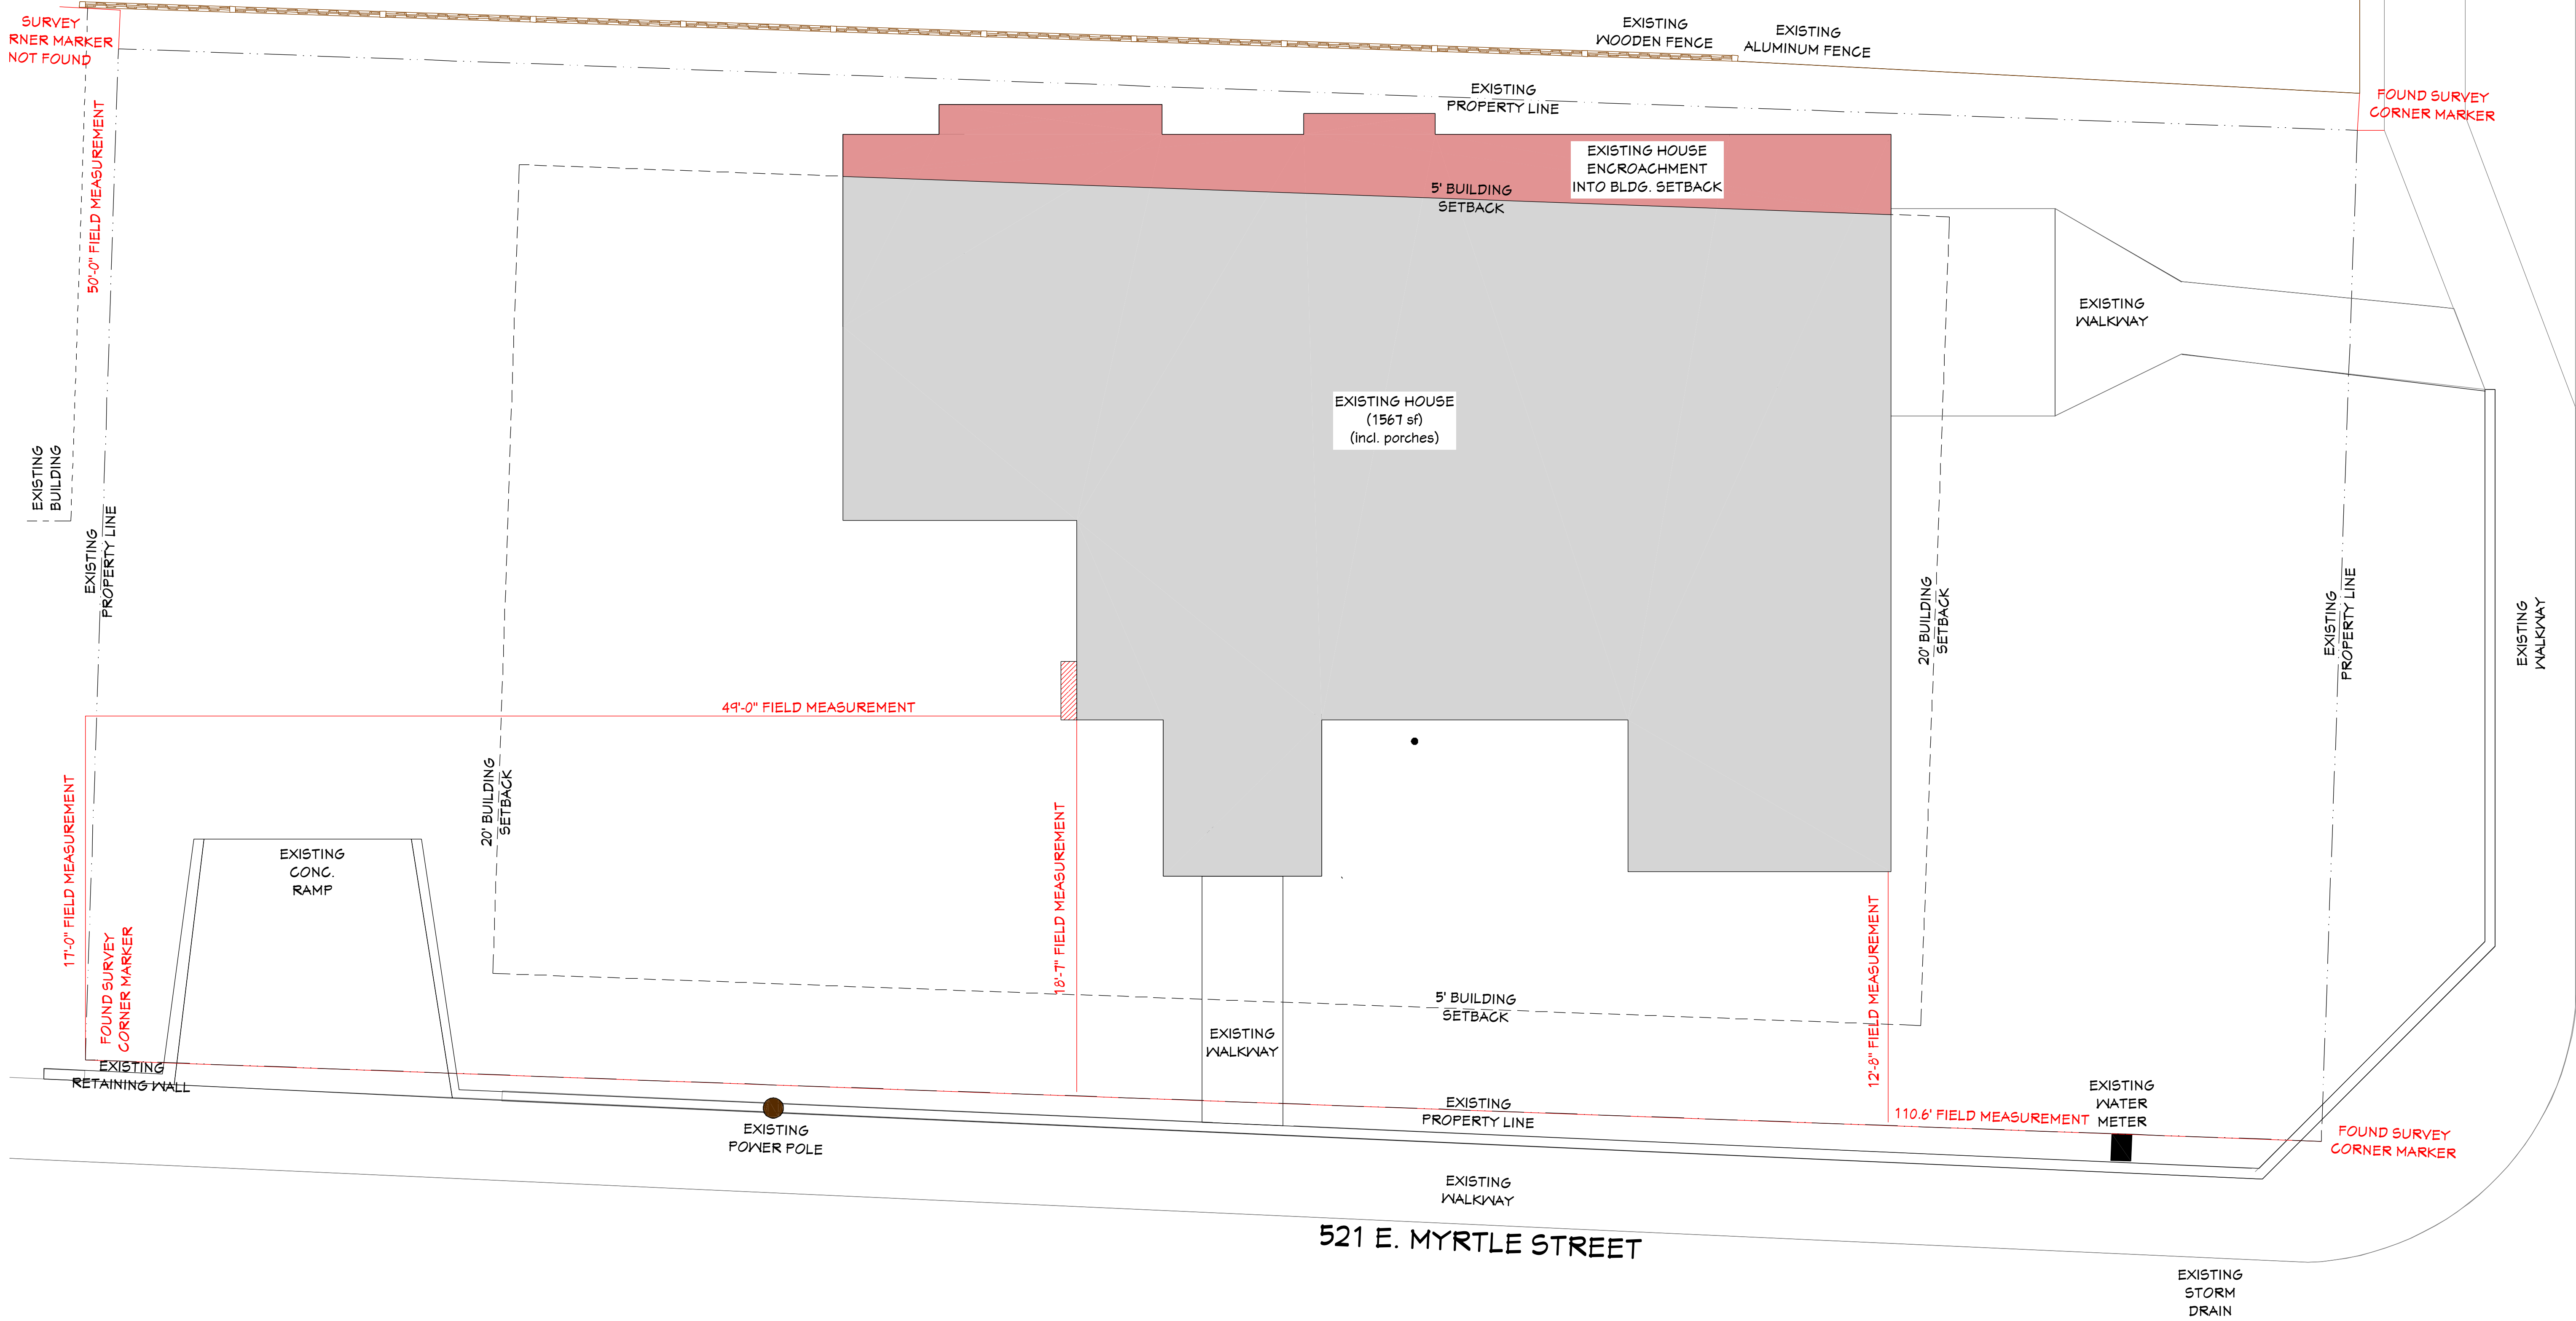 SURVEY
RNER MARKER
NOT FOUND
EXISTING
WOODEN FENCE
EXISTING
ALUMINUM FENCE
EXISTING
PROPERTY LINE
FOUND SURVEY
CORNER MARKER
50'-0" FIELD MEASUREMENT
EXISTING HOUSE
ENCROACHMENT
INTO BLDG. SETBACK
5' BUILDING
SETBACK
EXISTING
WALKWAY
EXISTING HOUSE
(1567 sf)
(incl. porches)
EXISTING
BUILDING
EXISTING
PROPERTY LINE
20' BUILDING
SETBACK
EXISTING
PROPERTY LINE
EXISTING
WALKWAY
49'-0" FIELD MEASUREMENT
17'-0" FIELD MEASUREMENT
20' BUILDING
SETBACK
18'-7" FIELD MEASUREMENT
12'-8" FIELD MEASUREMENT
EXISTING
CONC.
RAMP
FOUND SURVEY
CORNER MARKER
5' BUILDING
SETBACK
EXISTING
WALKWAY
EXISTING
RETAINING WALL
EXISTING
POWER POLE
EXISTING
PROPERTY LINE
110.6' FIELD MEASUREMENT
EXISTING
WATER
METER
FOUND SURVEY
CORNER MARKER
EXISTING
WALKWAY
521 E. MYRTLE STREET
EXISTING
STORM
DRAIN